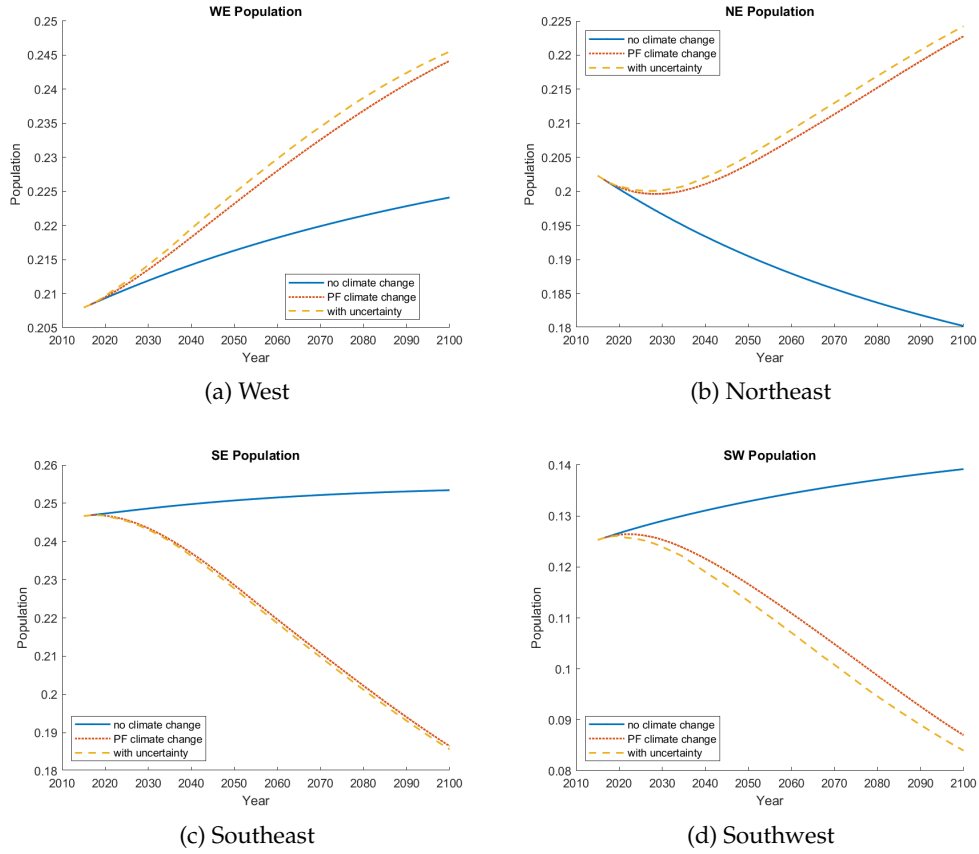 WE Population
0.25
0.245
0.24
0.235
0.23
0.225
0.22
0.215
0.21
0.205
Population
no climate change
PF climate change
with uncertainty
2010 2020 2030 2040 2050 2060 2070 2080 2090 2100
Year
(a) West
NE Population
0.225
0.22
0.215
0.21
0.205
0.2
0.195
0.19
0.185
0.18
Population
no climate change
PF climate change
with uncertainty
2010 2020 2030 2040 2050 2060 2070 2080 2090 2100
Year
(b) Northeast
SE Population
0.26
0.25
0.24
0.23
0.22
0.21
0.2
0.19
0.18
Population
no climate change
PF climate change
with uncertainty
2010 2020 2030 2040 2050 2060 2070 2080 2090 2100
Year
(c) Southeast
SW Population
0.14
0.13
0.12
0.11
0.1
0.09
0.08
Population
no climate change
PF climate change
with uncertainty
2010 2020 2030 2040 2050 2060 2070 2080 2090 2100
Year
(d) Southwest